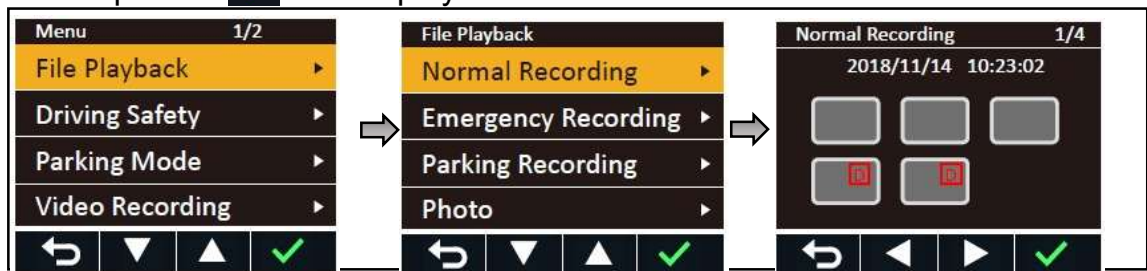 Menu 1/2
File Playback
Driving Safety
Parking Mode
Video Recording
File Playback
Normal Recording
Emergency Recording
Parking Recording
Photo
Normal Recording 1/4
2018/11/14 10:23:02
D D